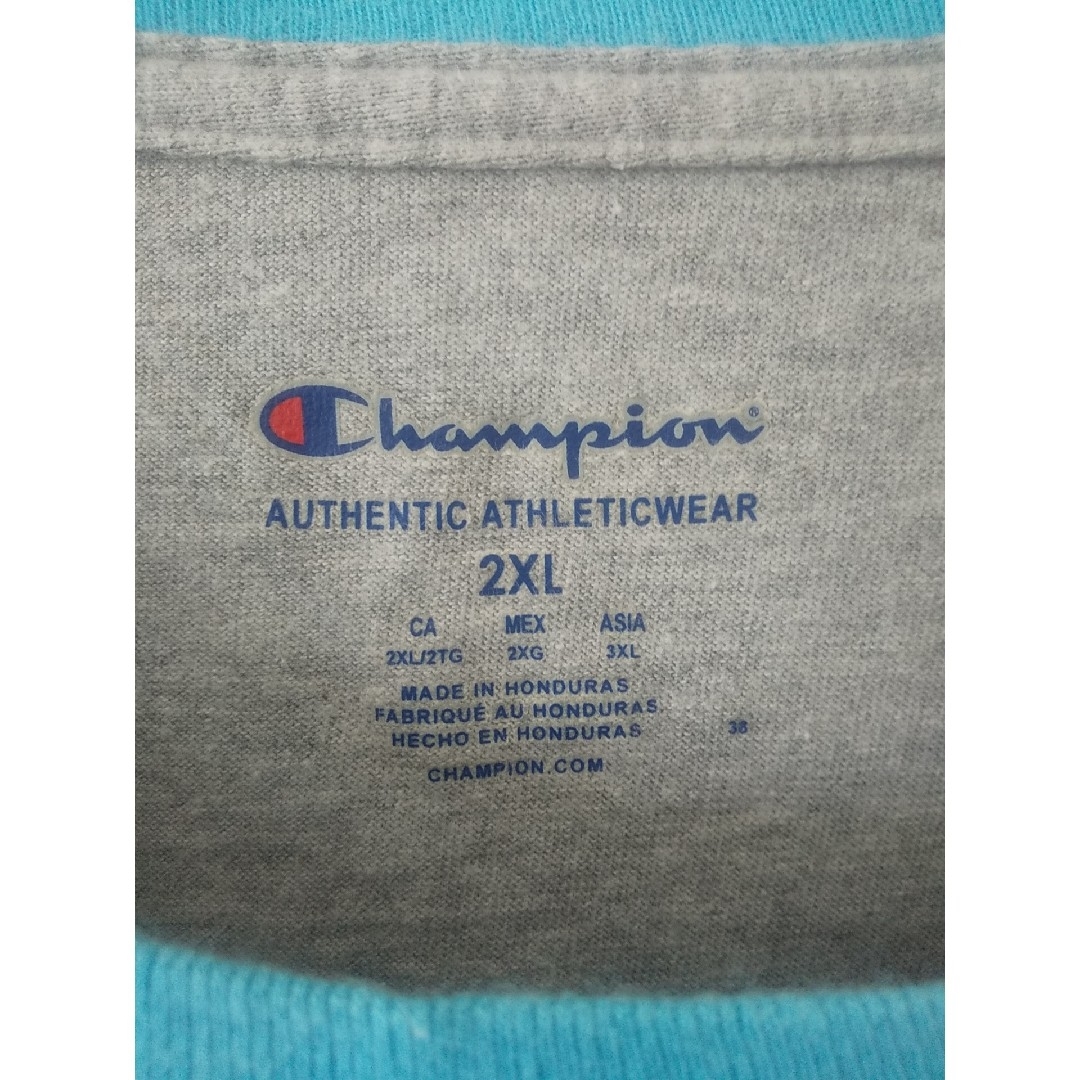 Champion®
AUTHENTIC ATHLETICWEAR
2XL
CA MEX ASIA
2XL/2TG 2XG 3XL
MADE IN HONDURAS
FABRIQUÉ AU HONDURAS
HECHO EN HONDURAS
CHAMPION.COM